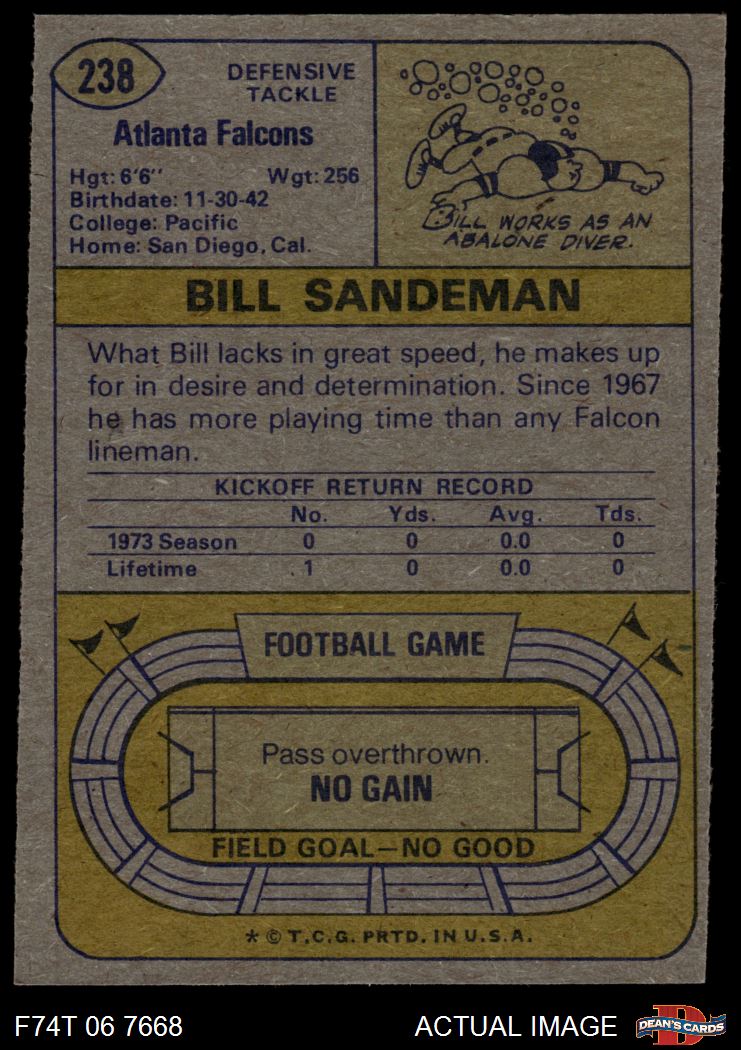 238
DEFENSIVE
TACKLE
Atlanta Falcons
Hgt: 6'6" Wgt: 256
Birthdate: 11-30-42
College: Pacific
Home: San Diego, Cal.
BILL WORKS AS AN
ABALONE DIVER.
BILL SANDEMAN
What Bill lacks in great speed, he makes up
for in desire and determination. Since 1967
he has more playing time than any Falcon
lineman.
KICKOFF RETURN RECORD
No. Yds. Avg. Tds.
1973 Season 0 0 0.0 0
Lifetime 1 0 0.0 0
FOOTBALL GAME
Pass overthrown.
NO GAIN
FIELD GOAL—NO GOOD
* © T.C.G. PRTD. IN U.S.A.
F74T 06 7668 ACTUAL IMAGE D DEAN'S CARDS